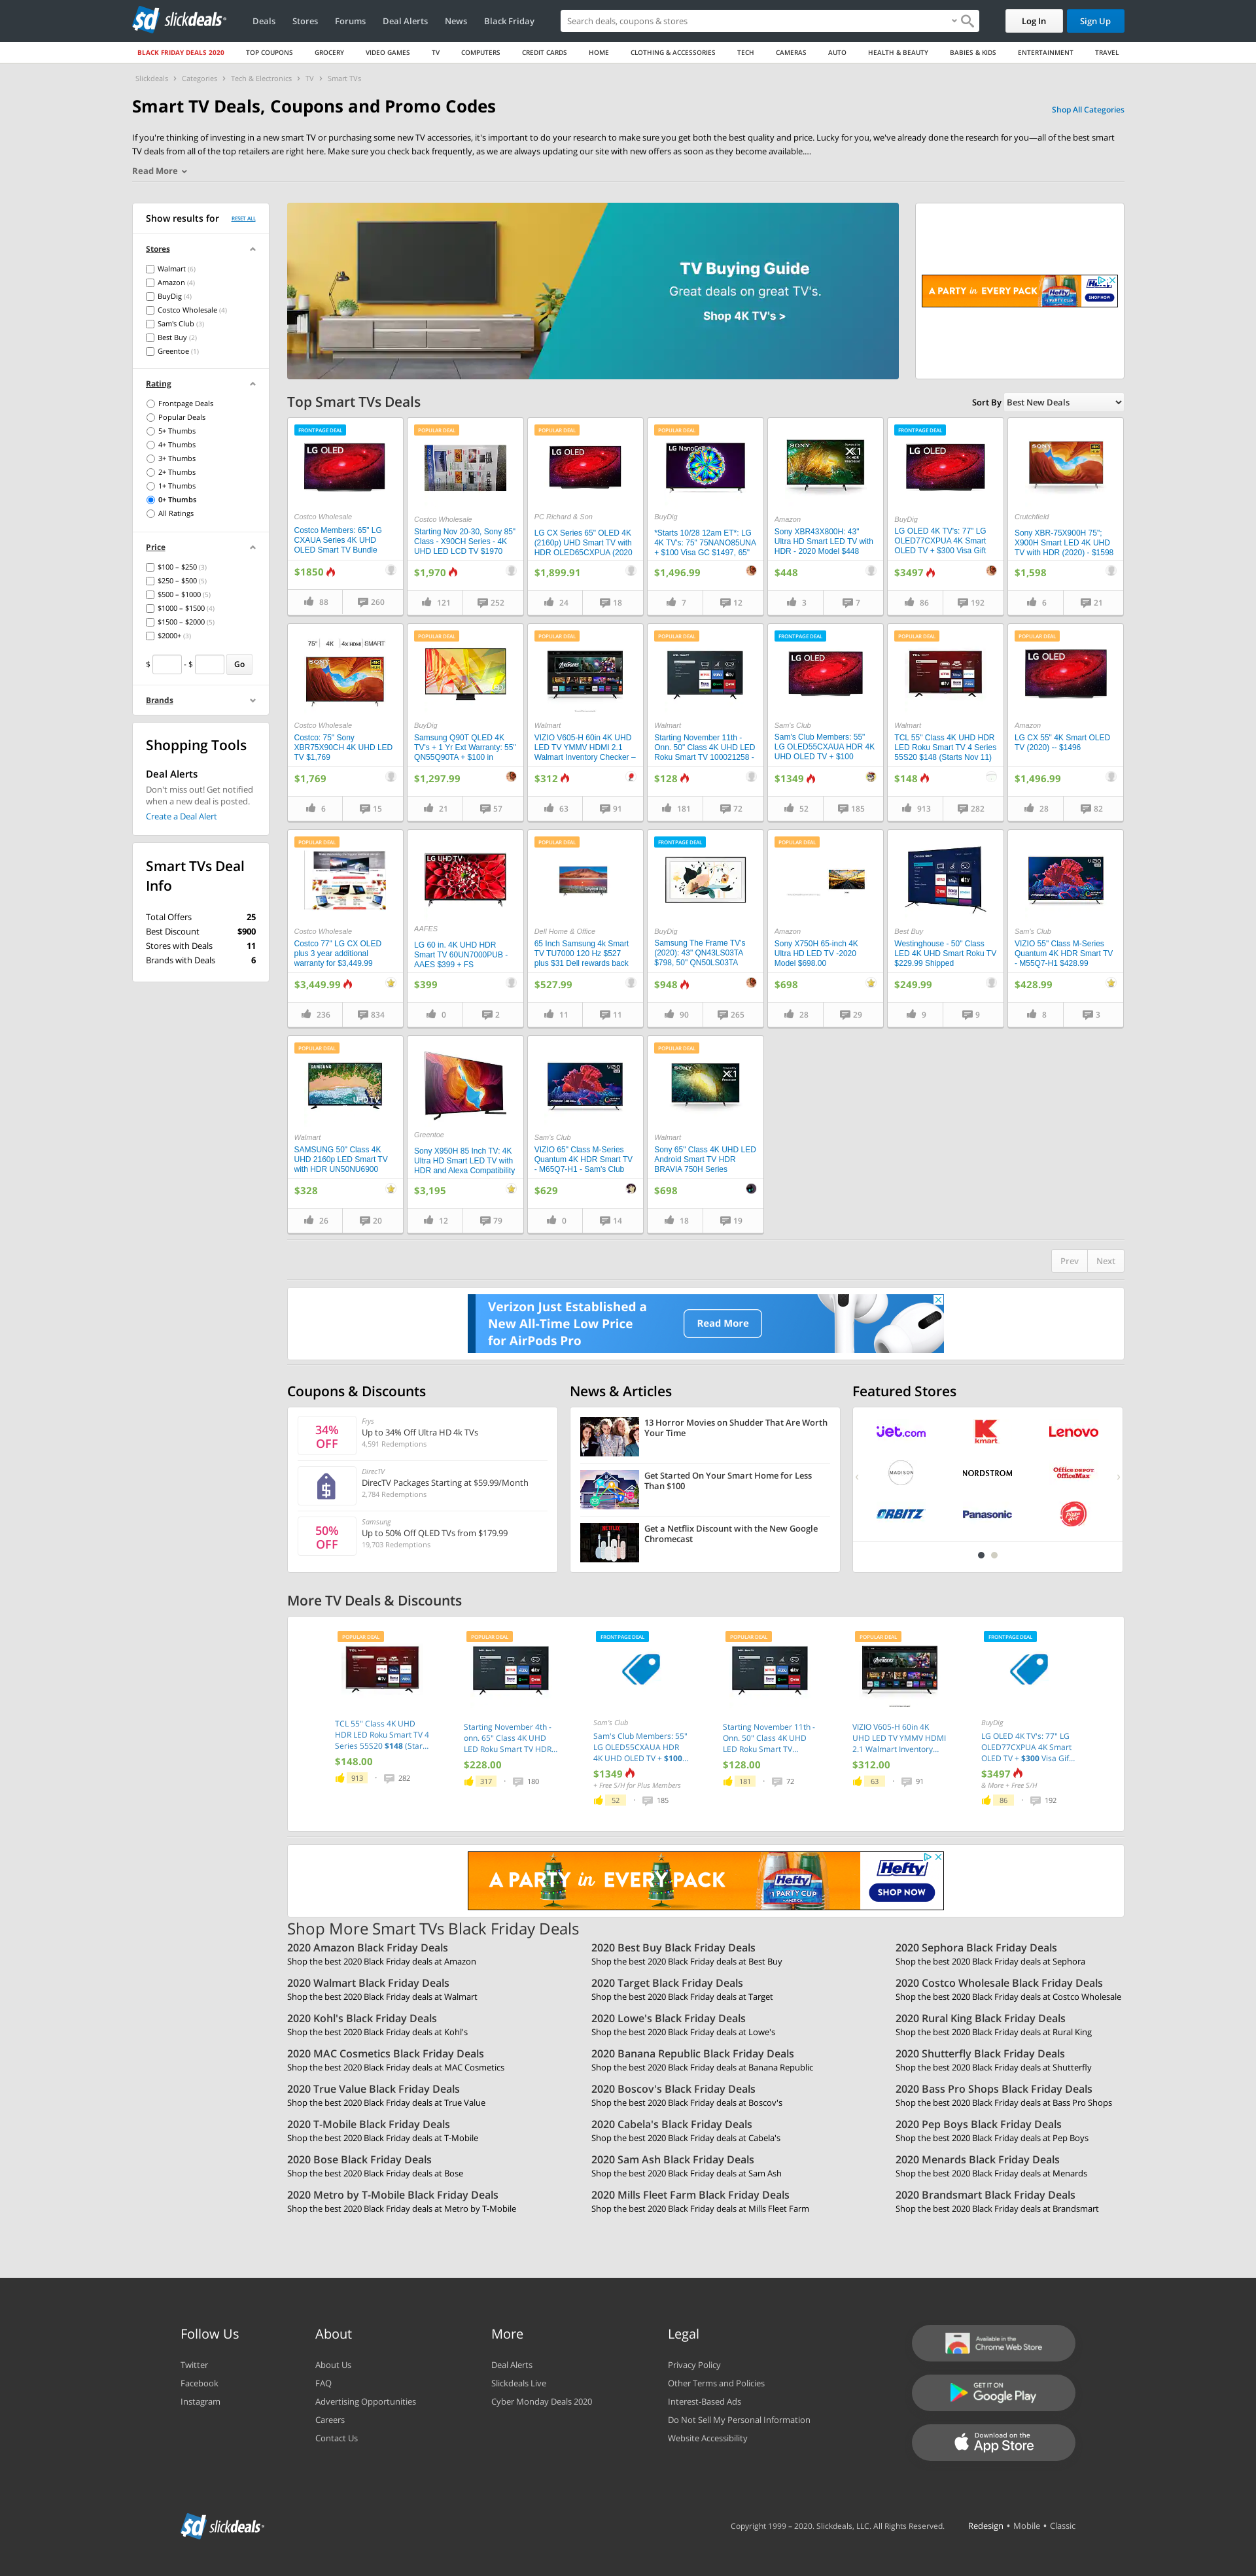 sd slickdeals
Deals Stores Forums Deal Alerts News Black Friday
Search deals, coupons & stores
Log In Sign Up
BLACK FRIDAY DEALS 2020 TOP COUPONS GROCERY VIDEO GAMES TV COMPUTERS CREDIT CARDS HOME CLOTHING & ACCESSORIES TECH CAMERAS AUTO HEALTH & BEAUTY BABIES & KIDS ENTERTAINMENT TRAVEL
Slickdeals › Categories › Tech & Electronics › TV › Smart TVs
Smart TV Deals, Coupons and Promo Codes
Shop All Categories
If you're thinking of investing in a new smart TV or purchasing some new TV accessories, it's important to do your research to make sure you get both the best quality and price. Lucky for you, we've already done the research for you—all of the best smart
TV deals from all of the top retailers are right here. Make sure you check back frequently, as we are always updating our site with new offers as soon as they become available....
Read More
Show results for RESET ALL
Stores
Walmart (6)
Amazon (4)
BuyDig (4)
Costco Wholesale (4)
Sam's Club (3)
Best Buy (2)
Greentoe (1)
Rating
Frontpage Deals
Popular Deals
5+ Thumbs
4+ Thumbs
3+ Thumbs
2+ Thumbs
1+ Thumbs
0+ Thumbs
All Ratings
Price
$100 – $250 (3)
$250 – $500 (5)
$500 – $1000 (5)
$1000 – $1500 (4)
$1500 – $2000 (5)
$2000+ (3)
$ - $ Go
Brands
Shopping Tools
Deal Alerts
Don't miss out! Get notified
when a new deal is posted.
Create a Deal Alert
Smart TVs Deal
Info
Total Offers 25
Best Discount $900
Stores with Deals 11
Brands with Deals 6
TV Buying Guide
Great deals on great TV's.
Shop 4K TV's >
A PARTY in EVERY PACK
Hefty
SHOP NOW
Top Smart TVs Deals
Sort By Best New Deals
FRONTPAGE DEAL
LG OLED
Costco Wholesale
Costco Members: 65" LG
CXAUA Series 4K UHD
OLED Smart TV Bundle
$1850
88 260
POPULAR DEAL
Costco Wholesale
Starting Nov 20-30, Sony 85"
Class - X90CH Series - 4K
UHD LED LCD TV $1970
$1,970
121 252
POPULAR DEAL
LG OLED
PC Richard & Son
LG CX Series 65" OLED 4K
(2160p) UHD Smart TV with
HDR OLED65CXPUA (2020
$1,899.91
24 18
POPULAR DEAL
LG NanoCell
BuyDig
*Starts 10/28 12am ET*: LG
4K TV's: 75" 75NANO85UNA
+ $100 Visa GC $1497, 65"
$1,496.99
7 12
SONY
X1
Amazon
Sony XBR43X800H: 43"
Ultra HD Smart LED TV with
HDR - 2020 Model $448
$448
3 7
FRONTPAGE DEAL
LG OLED
BuyDig
LG OLED 4K TV's: 77" LG
OLED77CXPUA 4K Smart
OLED TV + $300 Visa Gift
$3497
86 192
SONY
Crutchfield
Sony XBR-75X900H 75";
X900H Smart LED 4K UHD
TV with HDR (2020) - $1598
$1,598
6 21
75" 4K 4x HDMI SMART
SONY
Costco Wholesale
Costco: 75" Sony
XBR75X90CH 4K UHD LED
TV $1,769
$1,769
6 15
POPULAR DEAL
BuyDig
Samsung Q90T QLED 4K
TV's + 1 Yr Ext Warranty: 55"
QN55Q90TA + $100 in
$1,297.99
21 57
POPULAR DEAL
Walmart
VIZIO V605-H 60in 4K UHD
LED TV YMMV HDMI 2.1
Walmart Inventory Checker –
$312
63 91
POPULAR DEAL
Walmart
Starting November 11th -
Onn. 50" Class 4K UHD LED
Roku Smart TV 100021258 -
$128
181 72
FRONTPAGE DEAL
LG OLED
Sam's Club
Sam's Club Members: 55"
LG OLED55CXAUA HDR 4K
UHD OLED TV + $100
$1349
52 185
POPULAR DEAL
Walmart
TCL 55" Class 4K UHD HDR
LED Roku Smart TV 4 Series
55S20 $148 (Starts Nov 11)
$148
913 282
POPULAR DEAL
LG OLED
Amazon
LG CX 55" 4K Smart OLED
TV (2020) -- $1496
$1,496.99
28 82
POPULAR DEAL
Costco Wholesale
Costco 77" LG CX OLED
plus 3 year additional
warranty for $3,449.99
$3,449.99
236 834
LG UHD TV
AAFES
LG 60 in. 4K UHD HDR
Smart TV 60UN7000PUB -
AAES $399 + FS
$399
0 2
POPULAR DEAL
Dell Home & Office
65 Inch Samsung 4k Smart
TV TU7000 120 Hz $527
plus $31 Dell rewards back
$527.99
11 11
FRONTPAGE DEAL
BuyDig
Samsung The Frame TV's
(2020): 43" QN43LS03TA
$798, 50" QN50LS03TA
$948
90 265
POPULAR DEAL
Amazon
Sony X750H 65-inch 4K
Ultra HD LED TV -2020
Model $698.00
$698
28 29
Best Buy
Westinghouse - 50" Class
LED 4K UHD Smart Roku TV
$229.99 Shipped
$249.99
9 9
VIZIO
Sam's Club
VIZIO 55" Class M-Series
Quantum 4K HDR Smart TV
- M55Q7-H1 $428.99
$428.99
8 3
POPULAR DEAL
SAMSUNG
UHD TV
Walmart
SAMSUNG 50" Class 4K
UHD 2160p LED Smart TV
with HDR UN50NU6900
$328
26 20
Greentoe
Sony X950H 85 Inch TV: 4K
Ultra HD Smart LED TV with
HDR and Alexa Compatibility
$3,195
12 79
VIZIO
Sam's Club
VIZIO 65" Class M-Series
Quantum 4K HDR Smart TV
- M65Q7-H1 - Sam's Club
$629
0 14
POPULAR DEAL
SONY
X1
Walmart
Sony 65" Class 4K UHD LED
Android Smart TV HDR
BRAVIA 750H Series
$698
18 19
Prev Next
Verizon Just Established a
New All-Time Low Price
for AirPods Pro
Read More
Coupons & Discounts
34%
OFF
Frys
Up to 34% Off Ultra HD 4k TVs
4,591 Redemptions
DirecTV
DirecTV Packages Starting at $59.99/Month
2,784 Redemptions
50%
OFF
Samsung
Up to 50% Off QLED TVs from $179.99
19,703 Redemptions
News & Articles
13 Horror Movies on Shudder That Are Worth
Your Time
Get Started On Your Smart Home for Less
Than $100
NETFLIX
Get a Netflix Discount with the New Google
Chromecast
Featured Stores
Jet.com
kmart
Lenovo
MADISON
NORDSTROM
Office DEPOT
OfficeMax
ORBITZ
Panasonic
Pizza Hut
More TV Deals & Discounts
POPULAR DEAL
TCL 55" Class 4K UHD
HDR LED Roku Smart TV 4
Series 55S20 $148 (Star...
$148.00
913 • 282
POPULAR DEAL
Starting November 4th -
onn. 65" Class 4K UHD
LED Roku Smart TV HDR...
$228.00
317 • 180
FRONTPAGE DEAL
Sam's Club
Sam's Club Members: 55"
LG OLED55CXAUA HDR
4K UHD OLED TV + $100...
$1349
+ Free S/H for Plus Members
52 • 185
POPULAR DEAL
Starting November 11th -
Onn. 50" Class 4K UHD
LED Roku Smart TV...
$128.00
181 • 72
POPULAR DEAL
VIZIO V605-H 60in 4K
UHD LED TV YMMV HDMI
2.1 Walmart Inventory...
$312.00
63 • 91
FRONTPAGE DEAL
BuyDig
LG OLED 4K TV's: 77" LG
OLED77CXPUA 4K Smart
OLED TV + $300 Visa Gif...
$3497
& More + Free S/H
86 • 192
A PARTY in EVERY PACK
Hefty
#1 PARTY CUP
Hefty
SHOP NOW
Shop More Smart TVs Black Friday Deals
2020 Amazon Black Friday Deals
Shop the best 2020 Black Friday deals at Amazon
2020 Best Buy Black Friday Deals
Shop the best 2020 Black Friday deals at Best Buy
2020 Sephora Black Friday Deals
Shop the best 2020 Black Friday deals at Sephora
2020 Walmart Black Friday Deals
Shop the best 2020 Black Friday deals at Walmart
2020 Target Black Friday Deals
Shop the best 2020 Black Friday deals at Target
2020 Costco Wholesale Black Friday Deals
Shop the best 2020 Black Friday deals at Costco Wholesale
2020 Kohl's Black Friday Deals
Shop the best 2020 Black Friday deals at Kohl's
2020 Lowe's Black Friday Deals
Shop the best 2020 Black Friday deals at Lowe's
2020 Rural King Black Friday Deals
Shop the best 2020 Black Friday deals at Rural King
2020 MAC Cosmetics Black Friday Deals
Shop the best 2020 Black Friday deals at MAC Cosmetics
2020 Banana Republic Black Friday Deals
Shop the best 2020 Black Friday deals at Banana Republic
2020 Shutterfly Black Friday Deals
Shop the best 2020 Black Friday deals at Shutterfly
2020 True Value Black Friday Deals
Shop the best 2020 Black Friday deals at True Value
2020 Boscov's Black Friday Deals
Shop the best 2020 Black Friday deals at Boscov's
2020 Bass Pro Shops Black Friday Deals
Shop the best 2020 Black Friday deals at Bass Pro Shops
2020 T-Mobile Black Friday Deals
Shop the best 2020 Black Friday deals at T-Mobile
2020 Cabela's Black Friday Deals
Shop the best 2020 Black Friday deals at Cabela's
2020 Pep Boys Black Friday Deals
Shop the best 2020 Black Friday deals at Pep Boys
2020 Bose Black Friday Deals
Shop the best 2020 Black Friday deals at Bose
2020 Sam Ash Black Friday Deals
Shop the best 2020 Black Friday deals at Sam Ash
2020 Menards Black Friday Deals
Shop the best 2020 Black Friday deals at Menards
2020 Metro by T-Mobile Black Friday Deals
Shop the best 2020 Black Friday deals at Metro by T-Mobile
2020 Mills Fleet Farm Black Friday Deals
Shop the best 2020 Black Friday deals at Mills Fleet Farm
2020 Brandsmart Black Friday Deals
Shop the best 2020 Black Friday deals at Brandsmart
Follow Us
Twitter
Facebook
Instagram
About
About Us
FAQ
Advertising Opportunities
Careers
Contact Us
More
Deal Alerts
Slickdeals Live
Cyber Monday Deals 2020
Legal
Privacy Policy
Other Terms and Policies
Interest-Based Ads
Do Not Sell My Personal Information
Website Accessibility
Available in the
Chrome Web Store
GET IT ON
Google Play
Download on the
App Store
sd slickdeals
Copyright 1999 – 2020. Slickdeals, LLC. All Rights Reserved.
Redesign • Mobile • Classic